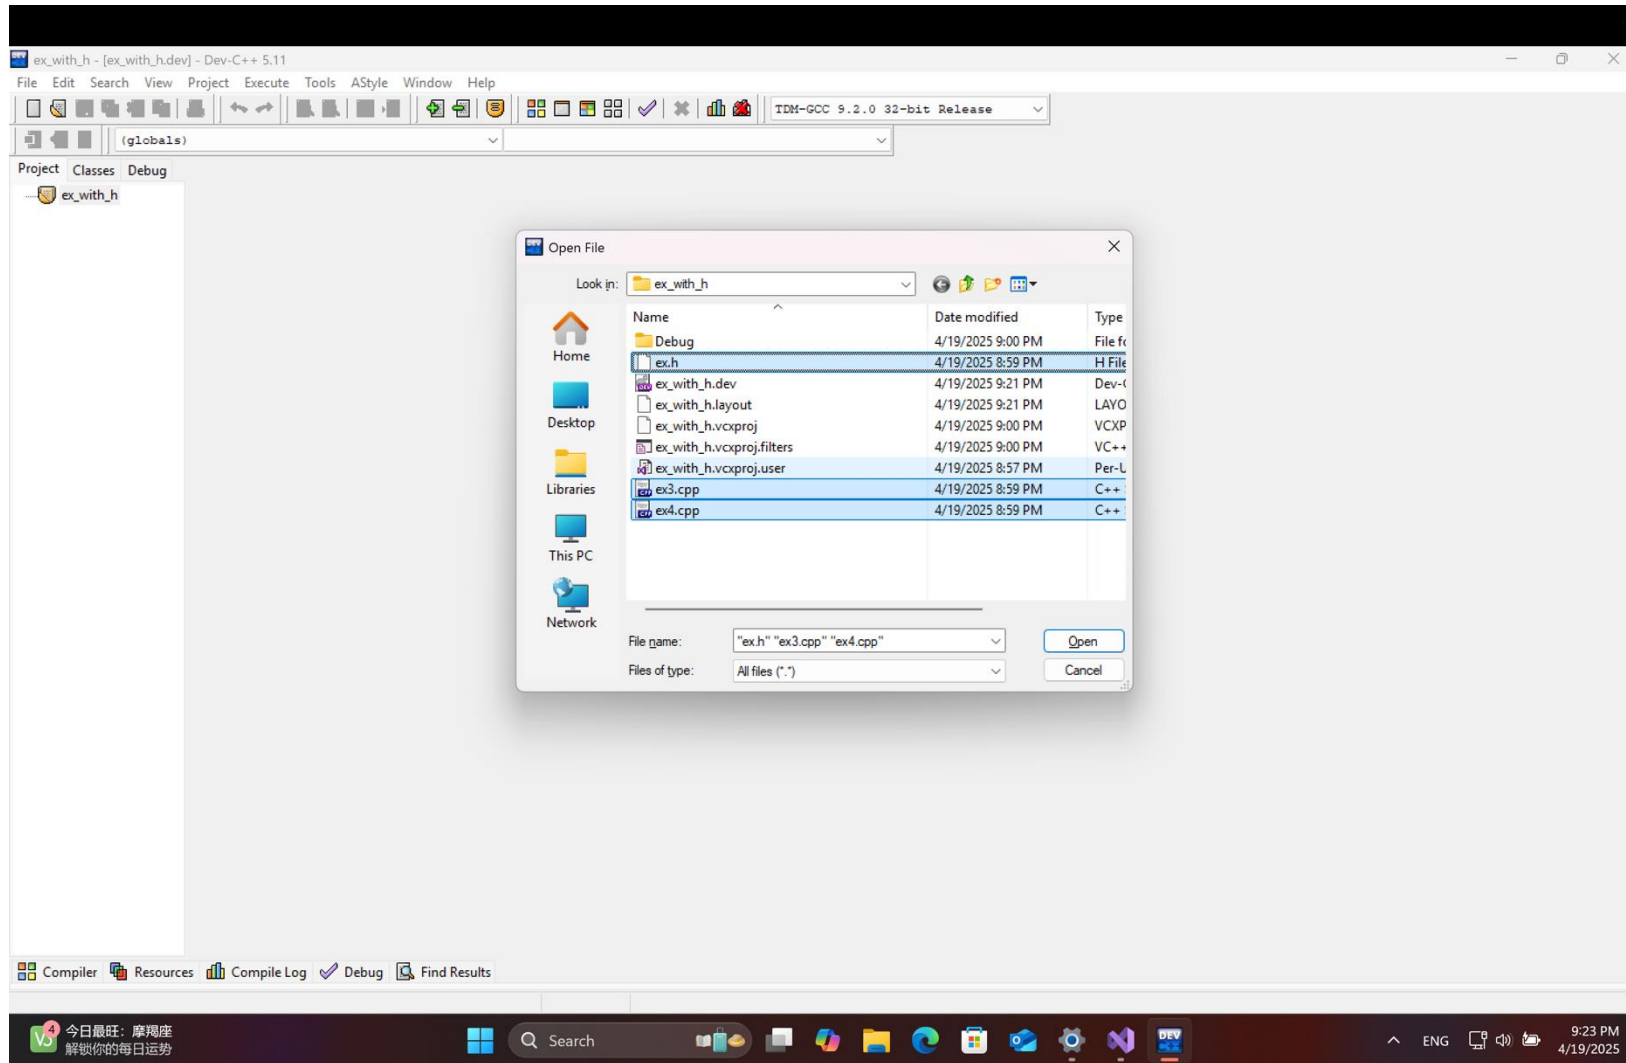 ex_with_h - [ex_with_h.dev] - Dev-C++ 5.11
File Edit Search View Project Execute Tools AStyle Window Help
TDM-GCC 9.2.0 32-bit Release
(globals)
Project Classes Debug
ex_with_h
Open File
Look in: ex_with_h
Name Date modified Type
Debug 4/19/2025 9:00 PM File fo
ex.h 4/19/2025 8:59 PM H File
ex_with_h.dev 4/19/2025 9:21 PM Dev-C
ex_with_h.layout 4/19/2025 9:21 PM LAYO
ex_with_h.vcxproj 4/19/2025 9:00 PM VCXP
ex_with_h.vcxproj.filters 4/19/2025 9:00 PM VC++
ex_with_h.vcxproj.user 4/19/2025 8:57 PM Per-U
ex3.cpp 4/19/2025 8:59 PM C++
ex4.cpp 4/19/2025 8:59 PM C++
Home
Desktop
Libraries
This PC
Network
File name: "ex.h" "ex3.cpp" "ex4.cpp" Open
Files of type: All files (*.*) Cancel
Compiler Resources Compile Log Debug Find Results
4 今日最旺：摩羯座
解锁你的每日运势
Search
DEV
ENG
9:23 PM
4/19/2025